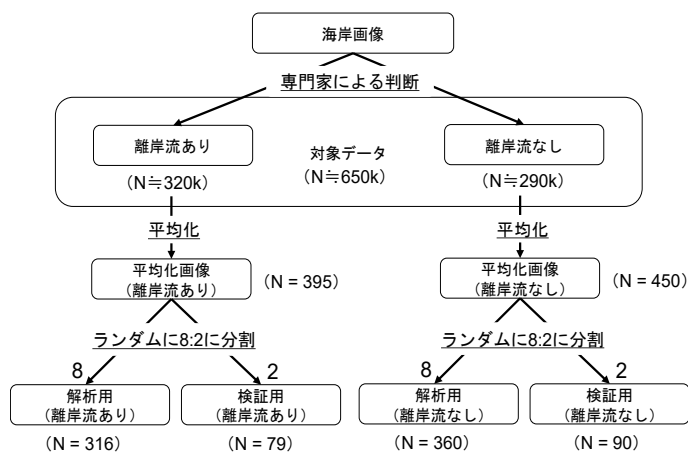 海岸画像
専門家による判断
離岸流あり
対象データ
離岸流なし
(N≒320k)
(N≒650k)
(N≒290k)
平均化
平均化
平均化画像
(離岸流あり)
(N = 395)
平均化画像
(離岸流なし)
(N = 450)
ランダムに8:2に分割
ランダムに8:2に分割
8
2
8
2
解析用
(離岸流あり)
検証用
(離岸流あり)
解析用
(離岸流なし)
検証用
(離岸流なし)
(N = 316)
(N = 79)
(N = 360)
(N = 90)